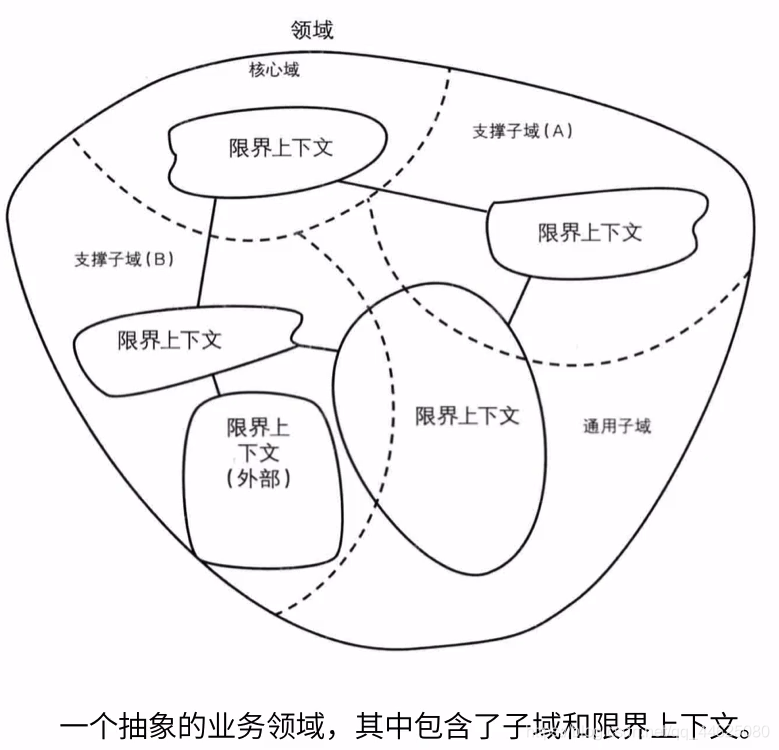 领域
核心域
限界上下文
支撑子域(A)
限界上下文
支撑子域(B)
限界上下文
限界上下文
通用子域
限界上
下文
(外部)
一个抽象的业务领域，其中包含了子域和限界上下文。